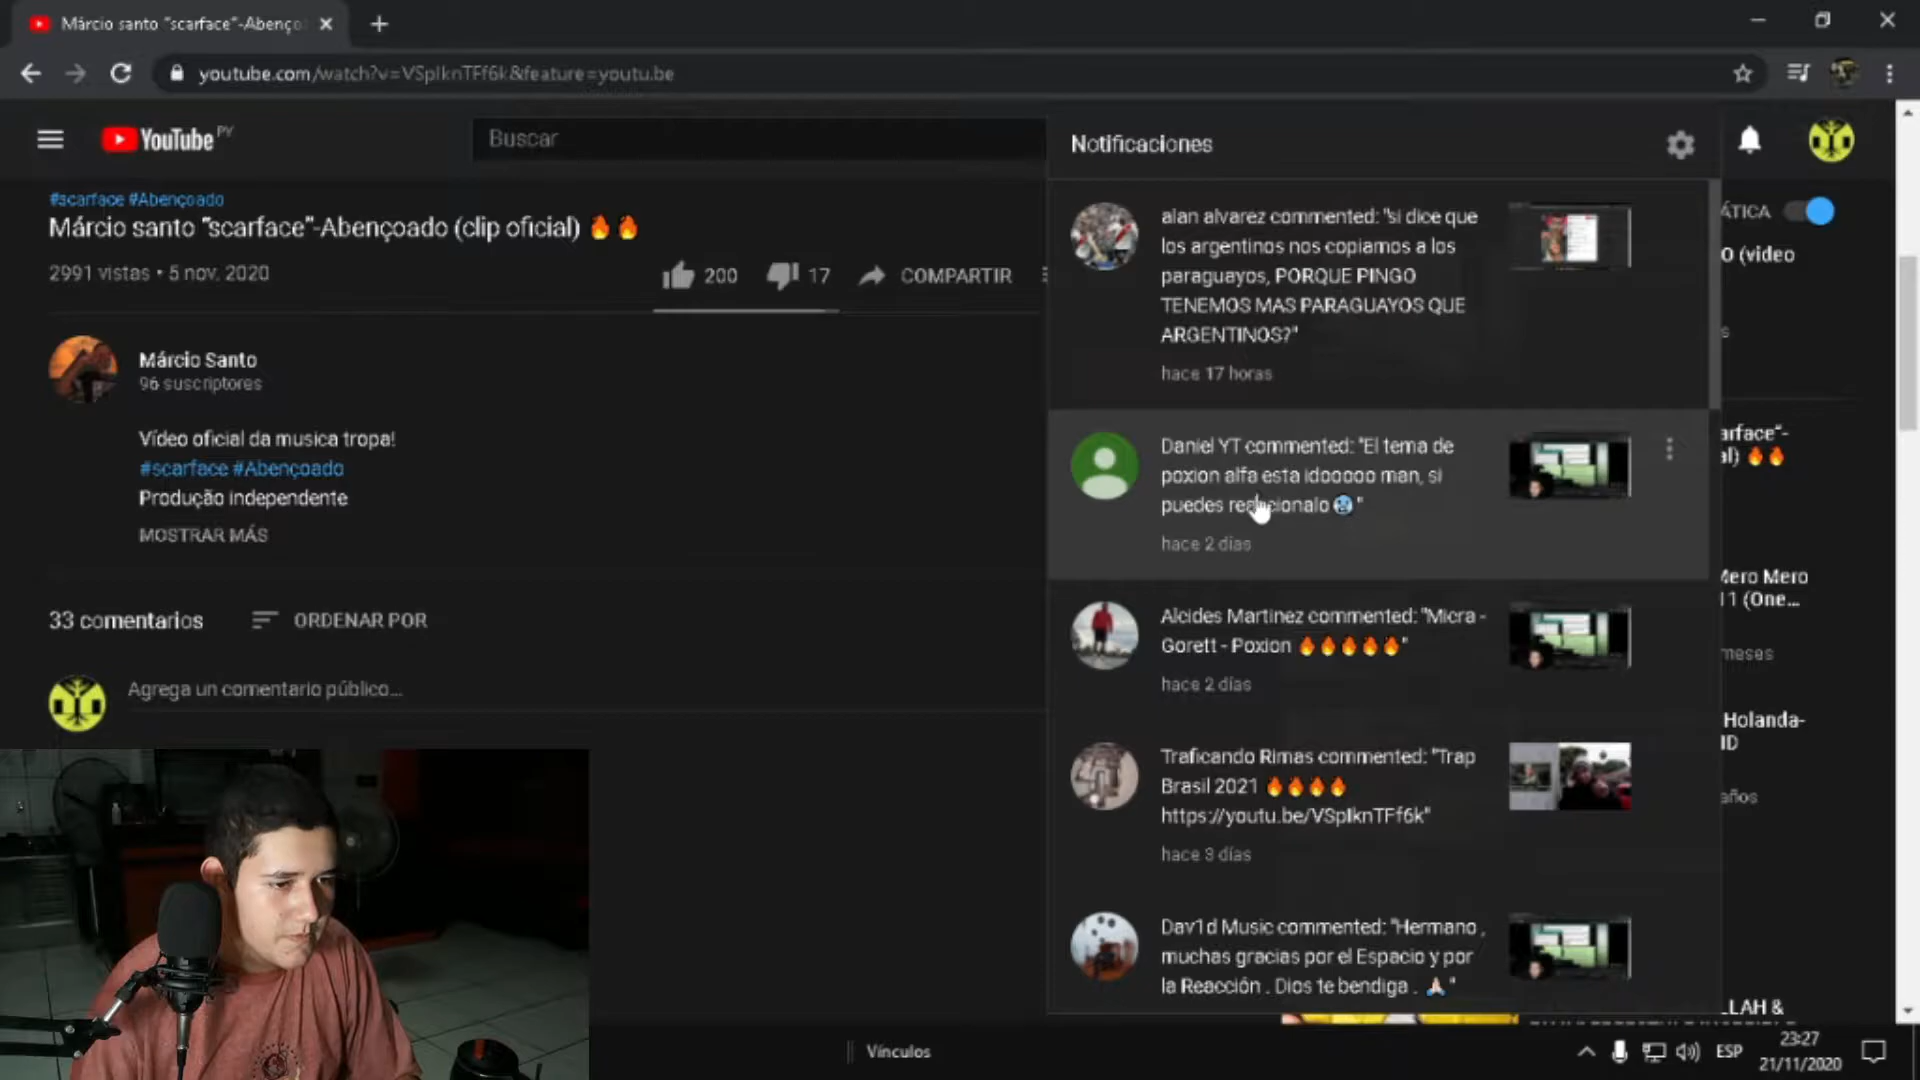 Márcio santo "scarface"-Abenço
youtube.com/watch?v=VSpIknTFf6k&feature=youtu.be
YouTube PY
Buscar
#scarface #Abençoado
Márcio santo "scarface"-Abençoado (clip oficial) 🔥🔥
2991 vistas • 5 nov. 2020
200
17
COMPARTIR
Márcio Santo
96 suscriptores
Vídeo oficial da musica tropa!
#scarface #Abençoado
Produção independente
MOSTRAR MÁS
33 comentarios
ORDENAR POR
Agrega un comentario público...
Notificaciones
alan alvarez commented: "si dice que
los argentinos nos copiamos a los
paraguayos, PORQUE PINGO
TENEMOS MAS PARAGUAYOS QUE
ARGENTINOS?"
hace 17 horas
Daniel YT commented: "El tema de
poxion alfa esta idooooo man, si
puedes reaccionalo 🥶"
hace 2 días
Alcides Martinez commented: "Micra -
Gorett - Poxion 🔥🔥🔥🔥🔥"
hace 2 días
Traficando Rimas commented: "Trap
Brasil 2021 🔥🔥🔥🔥
https://youtu.be/VSpIknTFf6k"
hace 3 días
Dav1d Music commented: "Hermano ,
muchas gracias por el Espacio y por
la Reacción . Dios te bendiga . 🙏🏻"
ÁTICA
O (video
s
arface"-
al) 🔥🔥
Mero Mero
11 (One...
meses
Holanda-
ID
años
LLAH &
Vínculos
ESP
23:27
21/11/2020